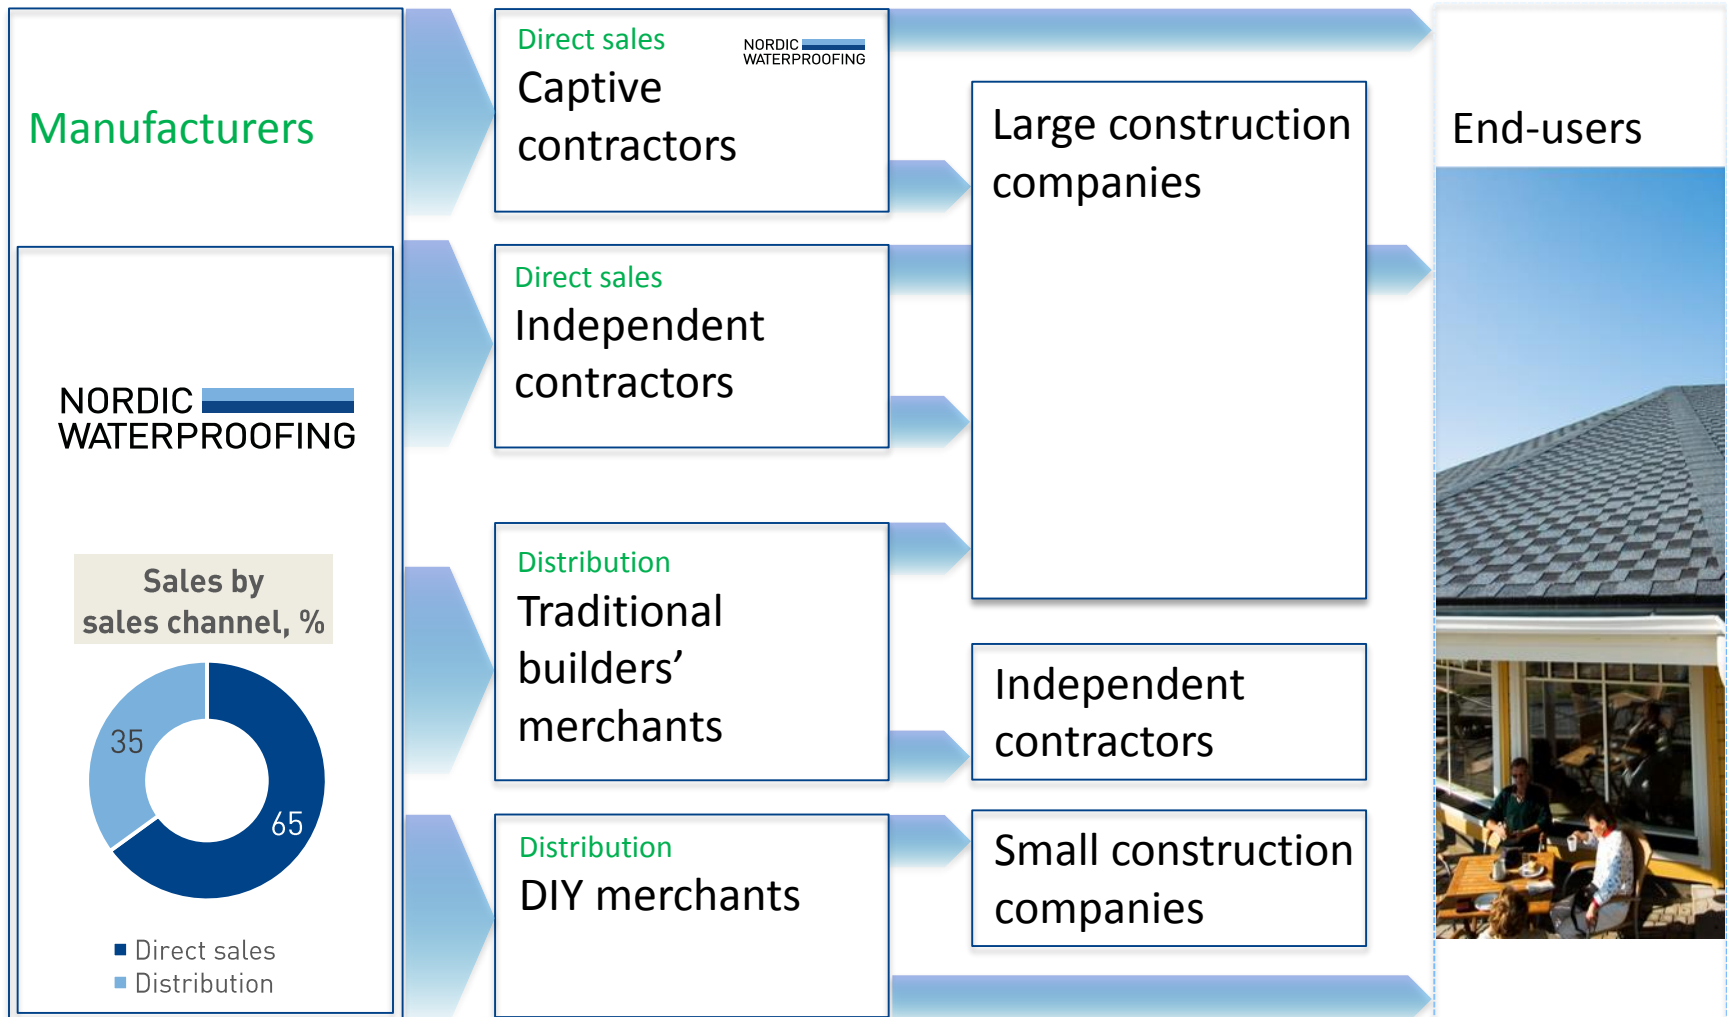 Manufacturers
NORDIC
WATERPROOFING
Sales by
sales channel, %
35
65
Direct sales
Distribution
Direct sales
NORDIC
WATERPROOFING
Captive
contractors
Direct sales
Independent
contractors
Distribution
Traditional
builders’
merchants
Distribution
DIY merchants
Large construction
companies
Independent
contractors
Small construction
companies
End-users